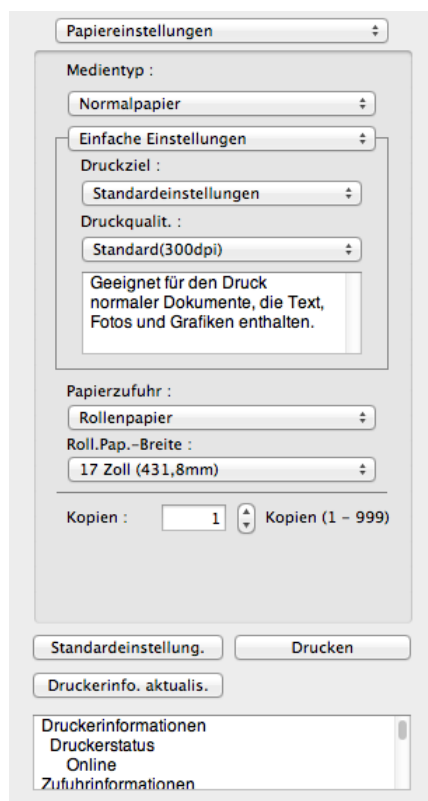 Papiereinstellungen
Medientyp :
Normalpapier
Einfache Einstellungen
Druckziel :
Standardeinstellungen
Druckqualit. :
Standard(300dpi)
Geeignet für den Druck
normaler Dokumente, die Text,
Fotos und Grafiken enthalten.
Papierzufuhr :
Rollenpapier
Roll.Pap.-Breite :
17 Zoll (431,8mm)
Kopien : 1 Kopien (1 – 999)
Standardeinstellung. Drucken
Druckerinfo. aktualis.
Druckerinformationen
Druckerstatus
Online
Zufuhrinformationen